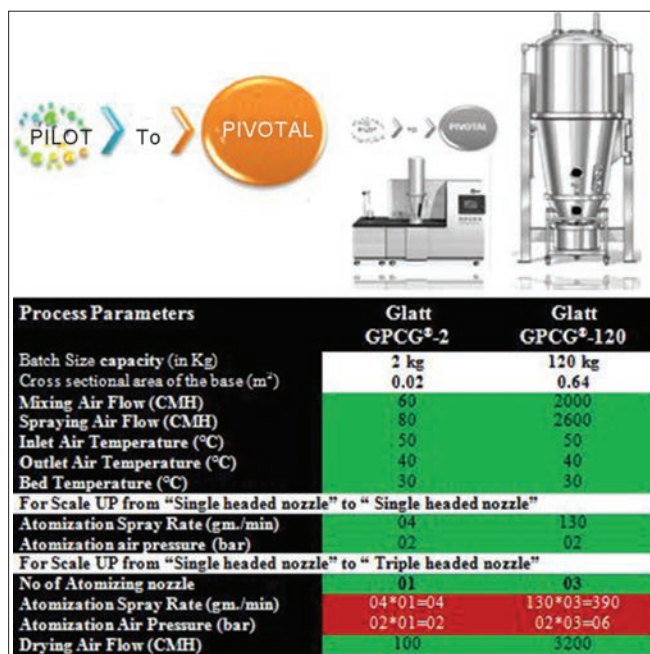 PILOT To PIVOTAL
PILOT TO PIVOTAL
Process Parameters Glatt GPCG®-2 Glatt GPCG®-120
Batch Size capacity (in Kg) 2 kg 120 kg
Cross sectional area of the base (m²) 0.02 0.64
Mixing Air Flow (CMH) 60 2000
Spraying Air Flow (CMH) 80 2600
Inlet Air Temperature (°C) 50 50
Outlet Air Temperature (°C) 40 40
Bed Temperature (°C) 30 30
For Scale UP from “Single headed nozzle” to “ Single headed nozzle”
Atomization Spray Rate (gm./min) 04 130
Atomization air pressure (bar) 02 02
For Scale UP from “Single headed nozzle” to “ Triple headed nozzle”
No of Atomizing nozzle 01 03
Atomization Spray Rate (gm./min) 04*01=04 130*03=390
Atomization Air Pressure (bar) 02*01=02 02*03=06
Drying Air Flow (CMH) 100 3200